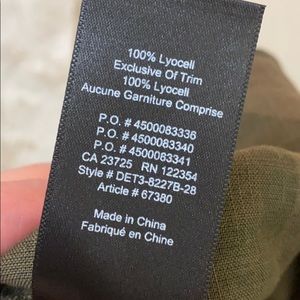 100% Lyocell
Exclusive Of Trim
100% Lyocell
Aucune Garniture Comprise
P.O. # 4500083336
P.O. # 4500083340
P.O. # 4500083341
CA 23725 RN 122354
Style # DET3-8227B-28
Article # 67380
Made in China
Fabriqué en Chine